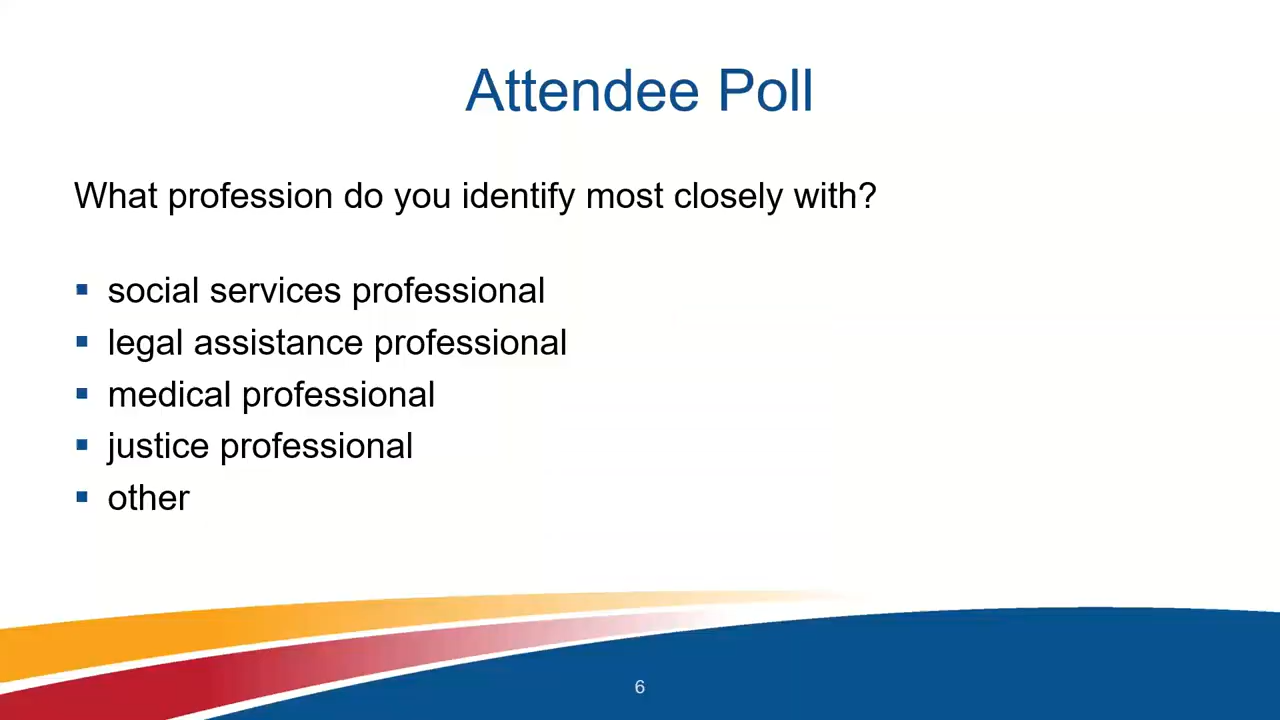 Attendee Poll
What profession do you identify most closely with?
▪ social services professional
▪ legal assistance professional
▪ medical professional
▪ justice professional
▪ other
6